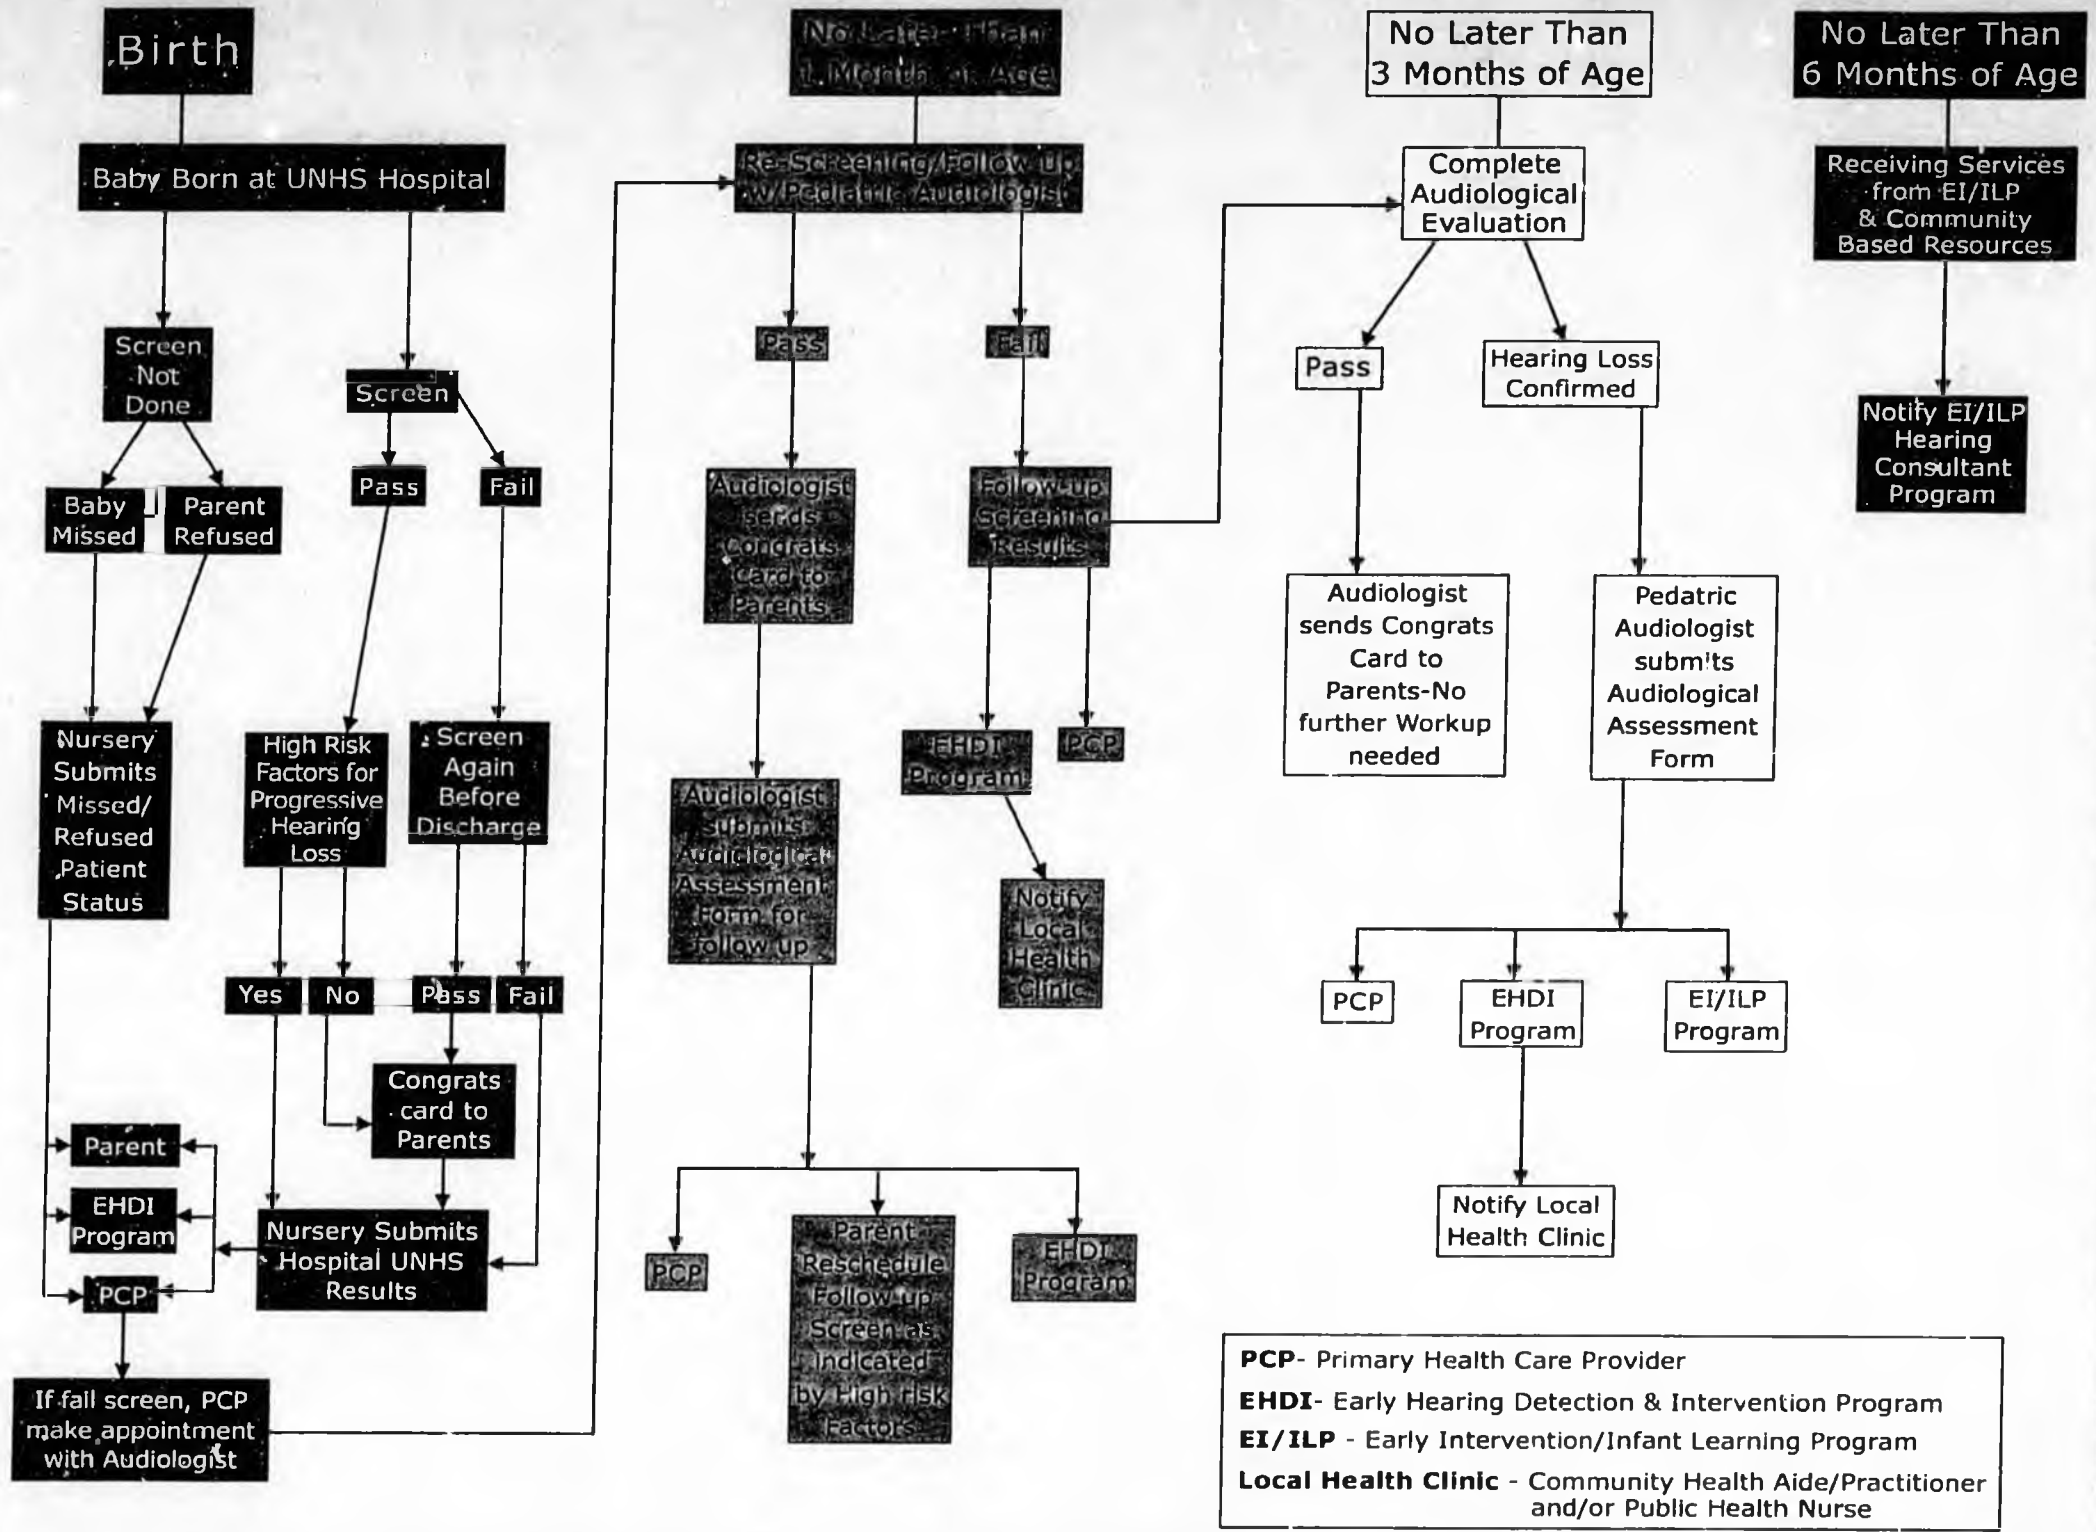 Birth
Baby Born at UNHS Hospital
Screen
Not
Done
Screen
Baby
Missed
Parent
Refused
Pass
Fail
Nursery
Submits
Missed/
Refused
Patient
Status
High Risk
Factors for
Progressive
Hearing
Loss
Screen
Again
Before
Discharge
Yes
No
Pass
Fail
Congrats
card to
Parents
Parent
EHDI
Program
PCP
Nursery Submits
Hospital UNHS
Results
If fail screen, PCP
make appointment
with Audiologist
No Later Than
1 Month of Age
Re-Screening/Follow Up
w/Pediatric Audiologist
Pass
Fail
Audiologist
sends
Congrats
Card to
Parents
Follow-up
Screening
Results
EHDI
Program
PCP
Audiologist
submits
Audiological
Assessment
Form for
follow up
Notify
Local
Health
Clinic
PCP
Parent
Reschedule
Follow up
Screen as
indicated
by High risk
Factors
EHDI
Program
No Later Than
3 Months of Age
Complete
Audiological
Evaluation
Pass
Hearing Loss
Confirmed
Audiologist
sends Congrats
Card to
Parents-No
further Workup
needed
Pedatric
Audiologist
submits
Audiological
Assessment
Form
PCP
EHDI
Program
EI/ILP
Program
Notify Local
Health Clinic
No Later Than
6 Months of Age
Receiving Services
from EI/ILP
& Community
Based Resources
Notify EI/ILP
Hearing
Consultant
Program
PCP- Primary Health Care Provider
EHDI- Early Hearing Detection & Intervention Program
EI/ILP - Early Intervention/Infant Learning Program
Local Health Clinic - Community Health Aide/Practitioner
and/or Public Health Nurse